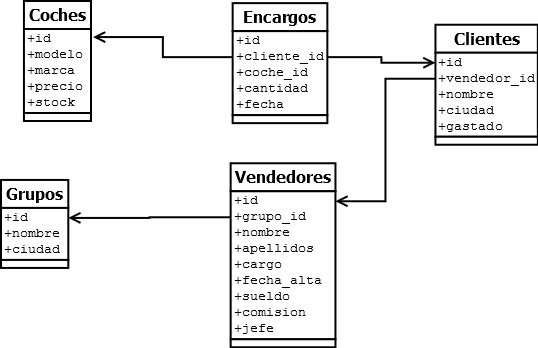 Coches
+id
+modelo
+marca
+precio
+stock
Encargos
+id
+cliente_id
+coche_id
+cantidad
+fecha
Clientes
+id
+vendedor_id
+nombre
+ciudad
+gastado
Grupos
+id
+nombre
+ciudad
Vendedores
+id
+grupo_id
+nombre
+apellidos
+cargo
+fecha_alta
+sueldo
+comision
+jefe